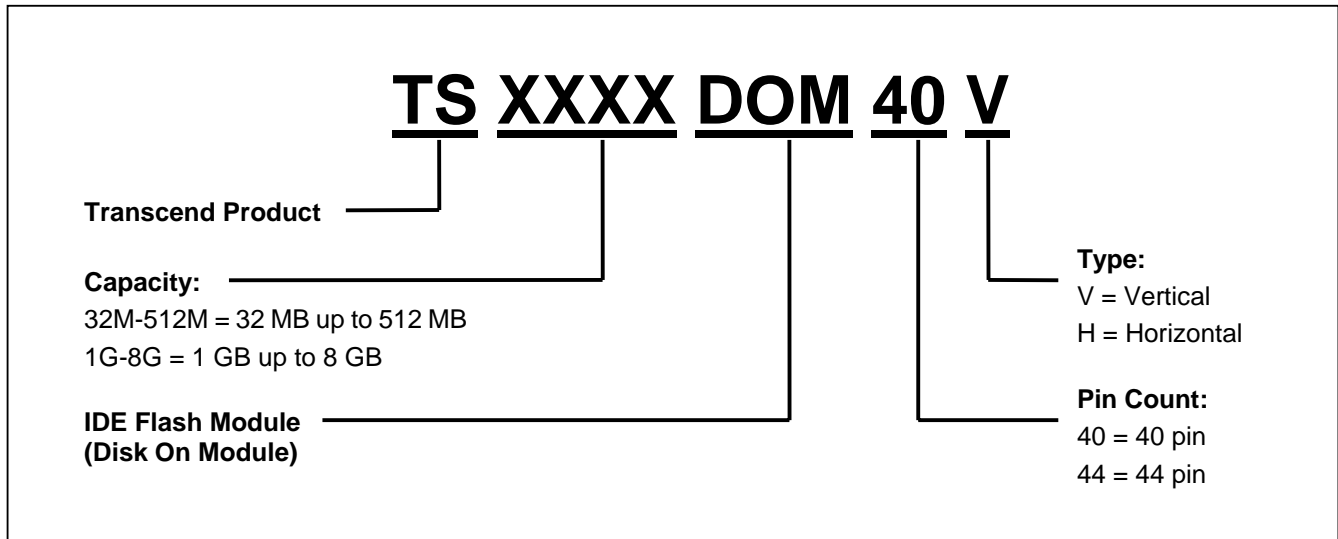 TS XXXX DOM 40 V
Transcend Product
Capacity:
32M-512M = 32 MB up to 512 MB
1G-8G = 1 GB up to 8 GB
IDE Flash Module
(Disk On Module)
Type:
V = Vertical
H = Horizontal
Pin Count:
40 = 40 pin
44 = 44 pin